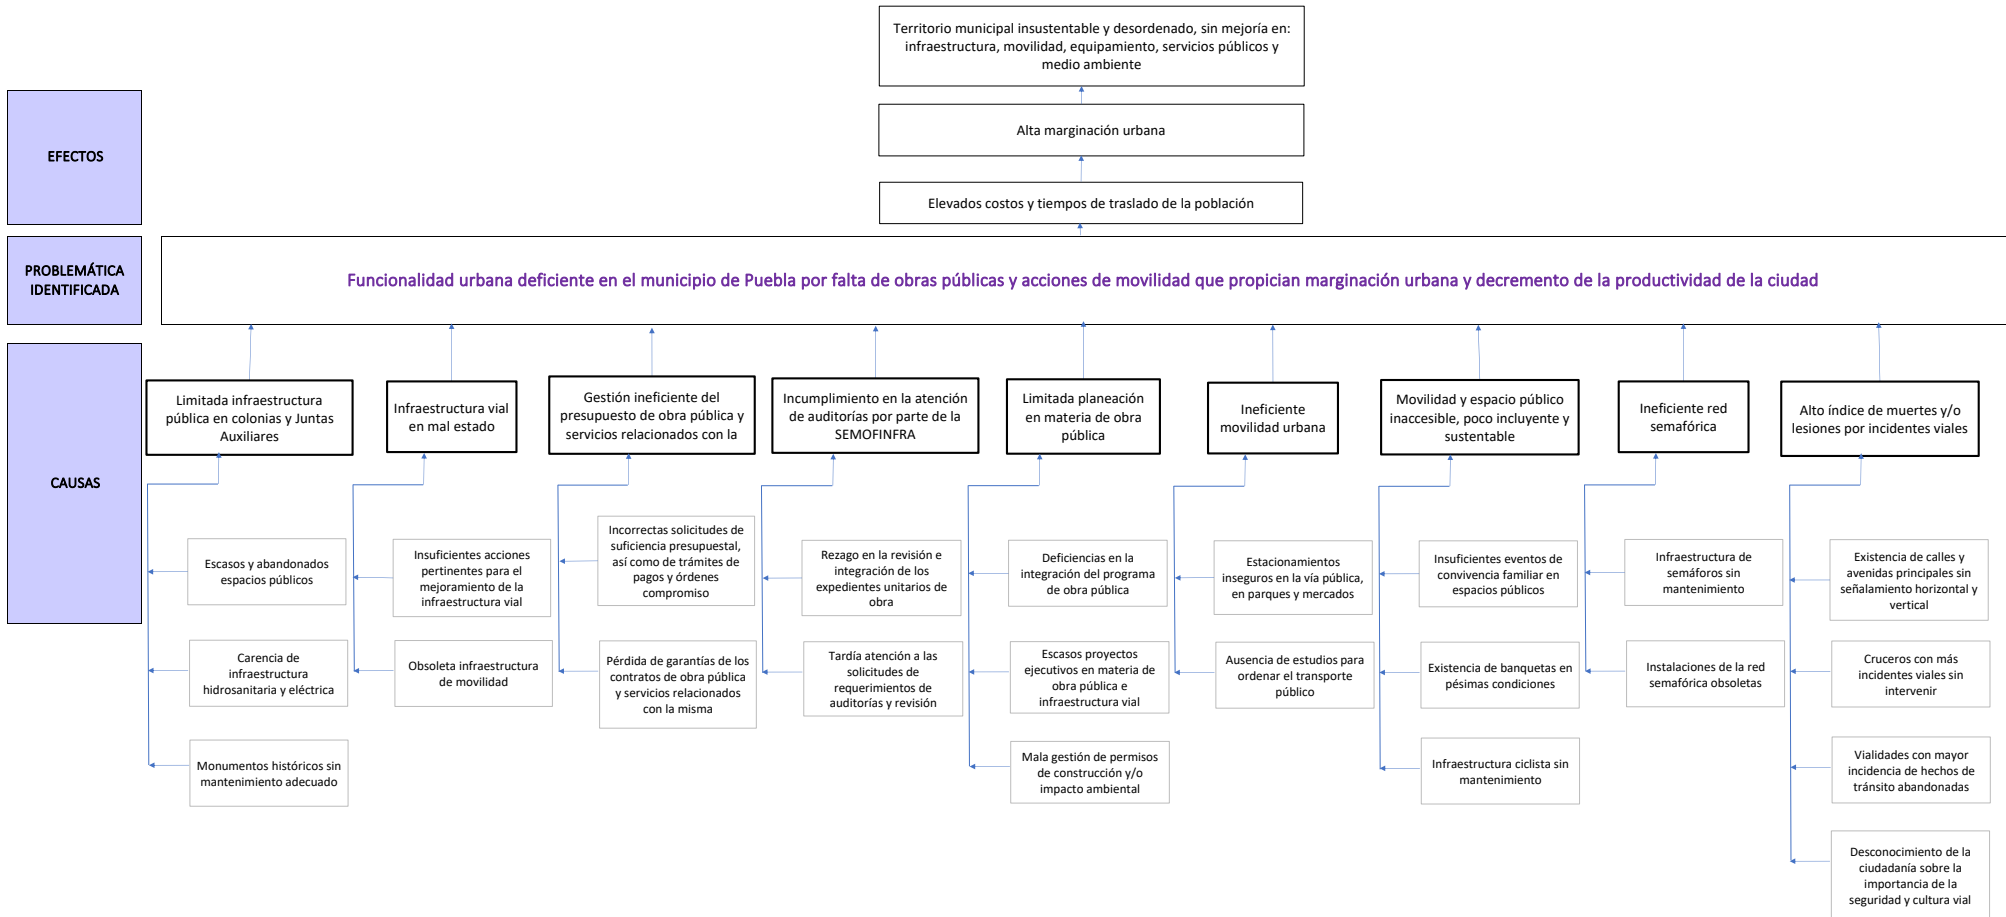 Territorio municipal insustentable y desordenado, sin mejoría en:
infraestructura, movilidad, equipamiento, servicios públicos y
medio ambiente
EFECTOS
Alta marginación urbana
Elevados costos y tiempos de traslado de la población
PROBLEMÁTICA
IDENTIFICADA
Funcionalidad urbana deficiente en el municipio de Puebla por falta de obras públicas y acciones de movilidad que propician marginación urbana y decremento de la productividad de la ciudad
CAUSAS
Limitada infraestructura
pública en colonias y Juntas
Auxiliares
Infraestructura vial
en mal estado
Gestión ineficiente del
presupuesto de obra pública y
servicios relacionados con la
Incumplimiento en la atención
de auditorías por parte de la
SEMOFINFRA
Limitada planeación
en materia de obra
pública
Ineficiente
movilidad urbana
Movilidad y espacio público
inaccesible, poco incluyente y
sustentable
Ineficiente red
semafórica
Alto índice de muertes y/o
lesiones por incidentes viales
Escasos y abandonados
espacios públicos
Insuficientes acciones
pertinentes para el
mejoramiento de la
infraestructura vial
Incorrectas solicitudes de
suficiencia presupuestal,
así como de trámites de
pagos y órdenes
compromiso
Rezago en la revisión e
integración de los
expedientes unitarios de
obra
Deficiencias en la
integración del programa
de obra pública
Estacionamientos
inseguros en la vía pública,
en parques y mercados
Insuficientes eventos de
convivencia familiar en
espacios públicos
Infraestructura de
semáforos sin
mantenimiento
Existencia de calles y
avenidas principales sin
señalamiento horizontal y
vertical
Carencia de
infraestructura
hidrosanitaria y eléctrica
Obsoleta infraestructura
de movilidad
Pérdida de garantías de los
contratos de obra pública
y servicios relacionados
con la misma
Tardía atención a las
solicitudes de
requerimientos de
auditorías y revisión
Escasos proyectos
ejecutivos en materia de
obra pública e
infraestructura vial
Ausencia de estudios para
ordenar el transporte
público
Existencia de banquetas en
pésimas condiciones
Instalaciones de la red
semafórica obsoletas
Cruceros con más
incidentes viales sin
intervenir
Monumentos históricos sin
mantenimiento adecuado
Mala gestión de permisos
de construcción y/o
impacto ambiental
Infraestructura ciclista sin
mantenimiento
Vialidades con mayor
incidencia de hechos de
tránsito abandonadas
Desconocimiento de la
ciudadanía sobre la
importancia de la
seguridad y cultura vial